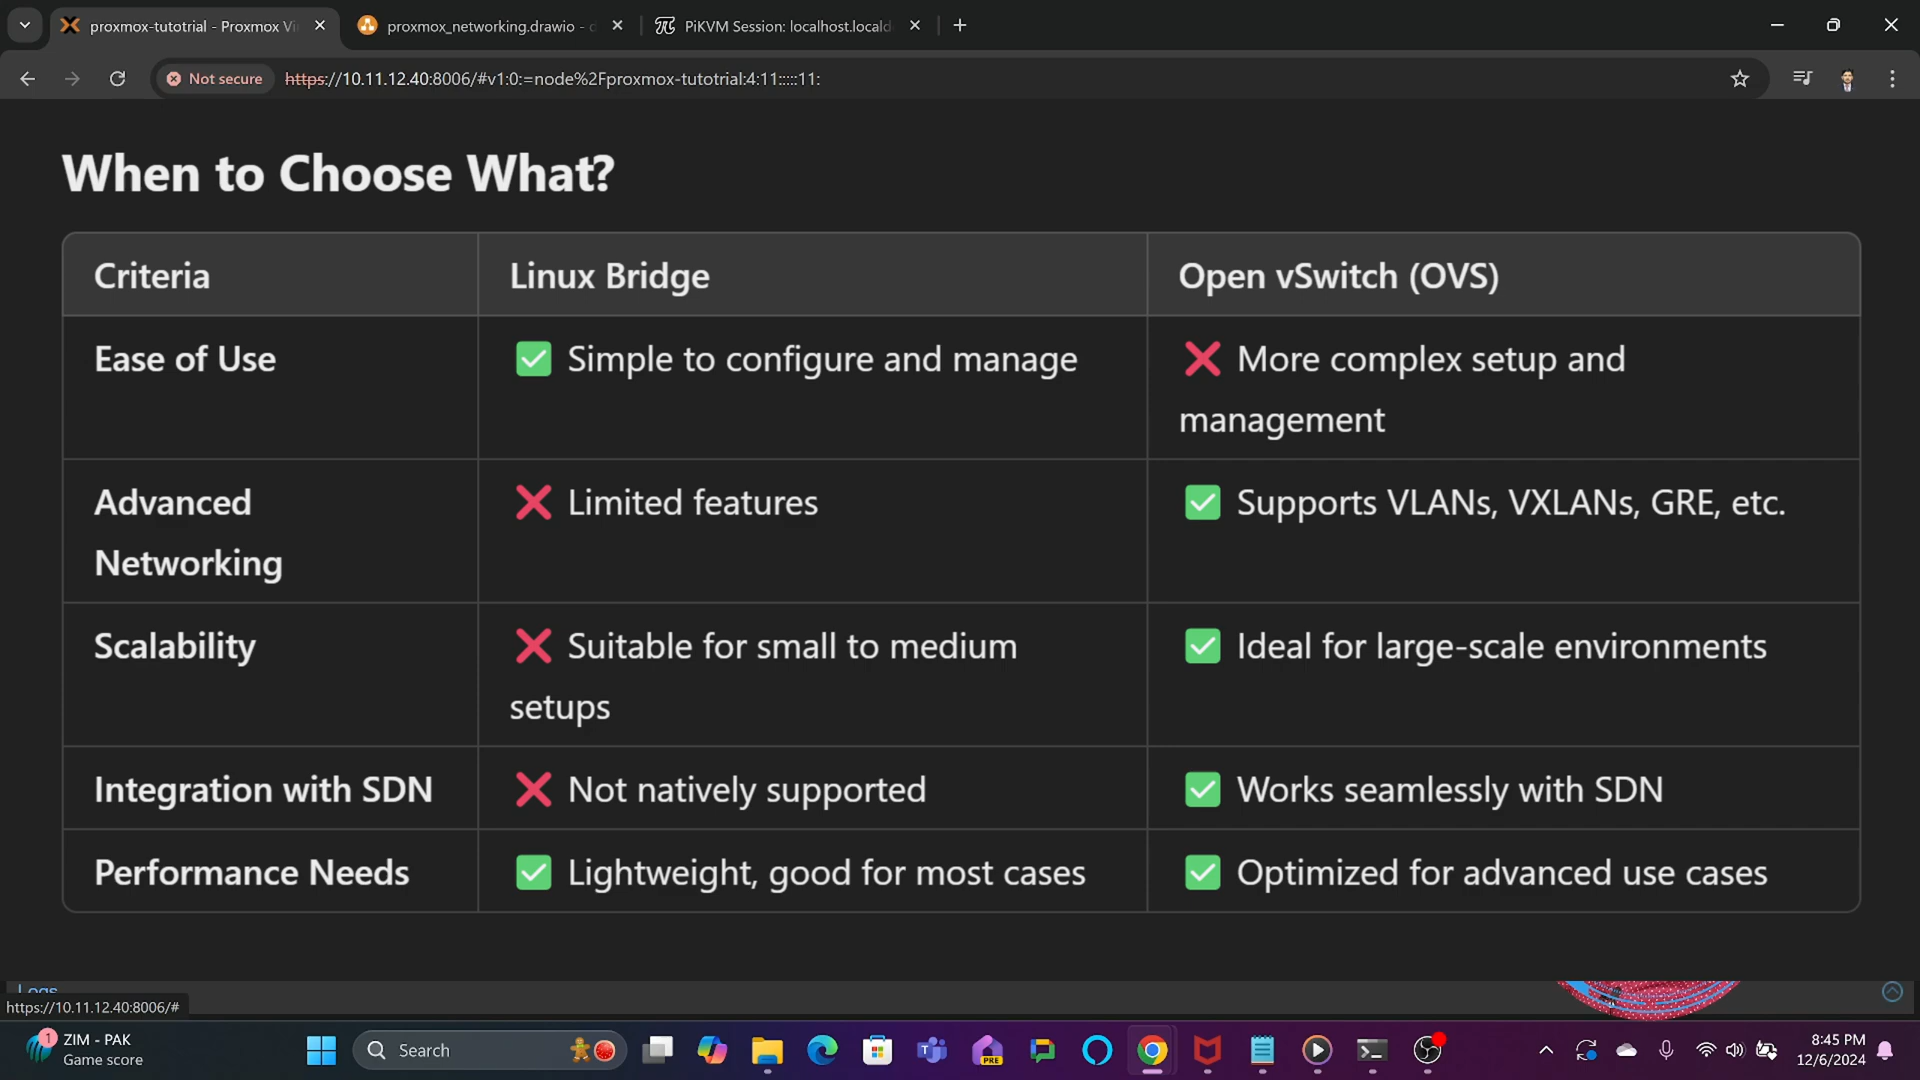 proxmox-tutotrial - Proxmox Vi
proxmox_networking.drawio - d
PiKVM Session: localhost.locald
Not secure
https://10.11.12.40:8006/#v1:0:=node%2Fproxmox-tutotrial:4:11:::::11:
When to Choose What?
Criteria
Linux Bridge
Open vSwitch (OVS)
Ease of Use
✅ Simple to configure and manage
❌ More complex setup and
management
Advanced
Networking
❌ Limited features
✅ Supports VLANs, VXLANs, GRE, etc.
Scalability
❌ Suitable for small to medium
setups
✅ Ideal for large-scale environments
Integration with SDN
❌ Not natively supported
✅ Works seamlessly with SDN
Performance Needs
✅ Lightweight, good for most cases
✅ Optimized for advanced use cases
Logs
https://10.11.12.40:8006/#
1
ZIM - PAK
Game score
Search
PRE
8:45 PM
12/6/2024